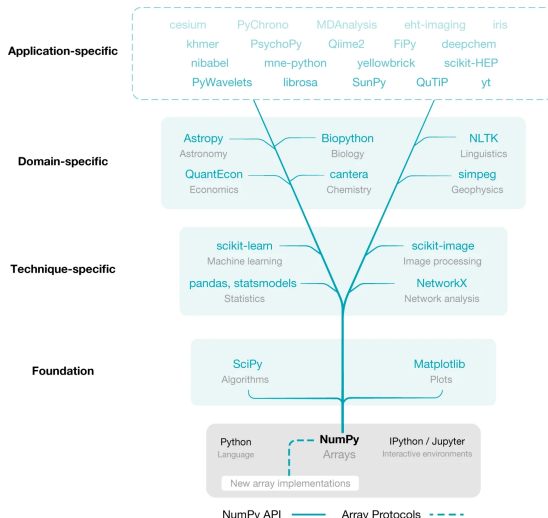 cesium PyChrono MDAnalysis eht-imaging iris
Application-specific
khmer PsychoPy Qiime2 FiPy deepchem
nibabel mne-python yellowbrick scikit-HEP
PyWavelets librosa SunPy QuTiP yt
Astropy Biopython NLTK
Astronomy Biology Linguistics
Domain-specific
QuantEcon cantera simpeg
Economics Chemistry Geophysics
scikit-learn scikit-image
Machine learning Image processing
Technique-specific
pandas, statsmodels NetworkX
Statistics Network analysis
SciPy Matplotlib
Foundation
Algorithms Plots
Python NumPy IPython / Jupyter
Language Arrays Interactive environments
New array implementations
NumPy API Array Protocols